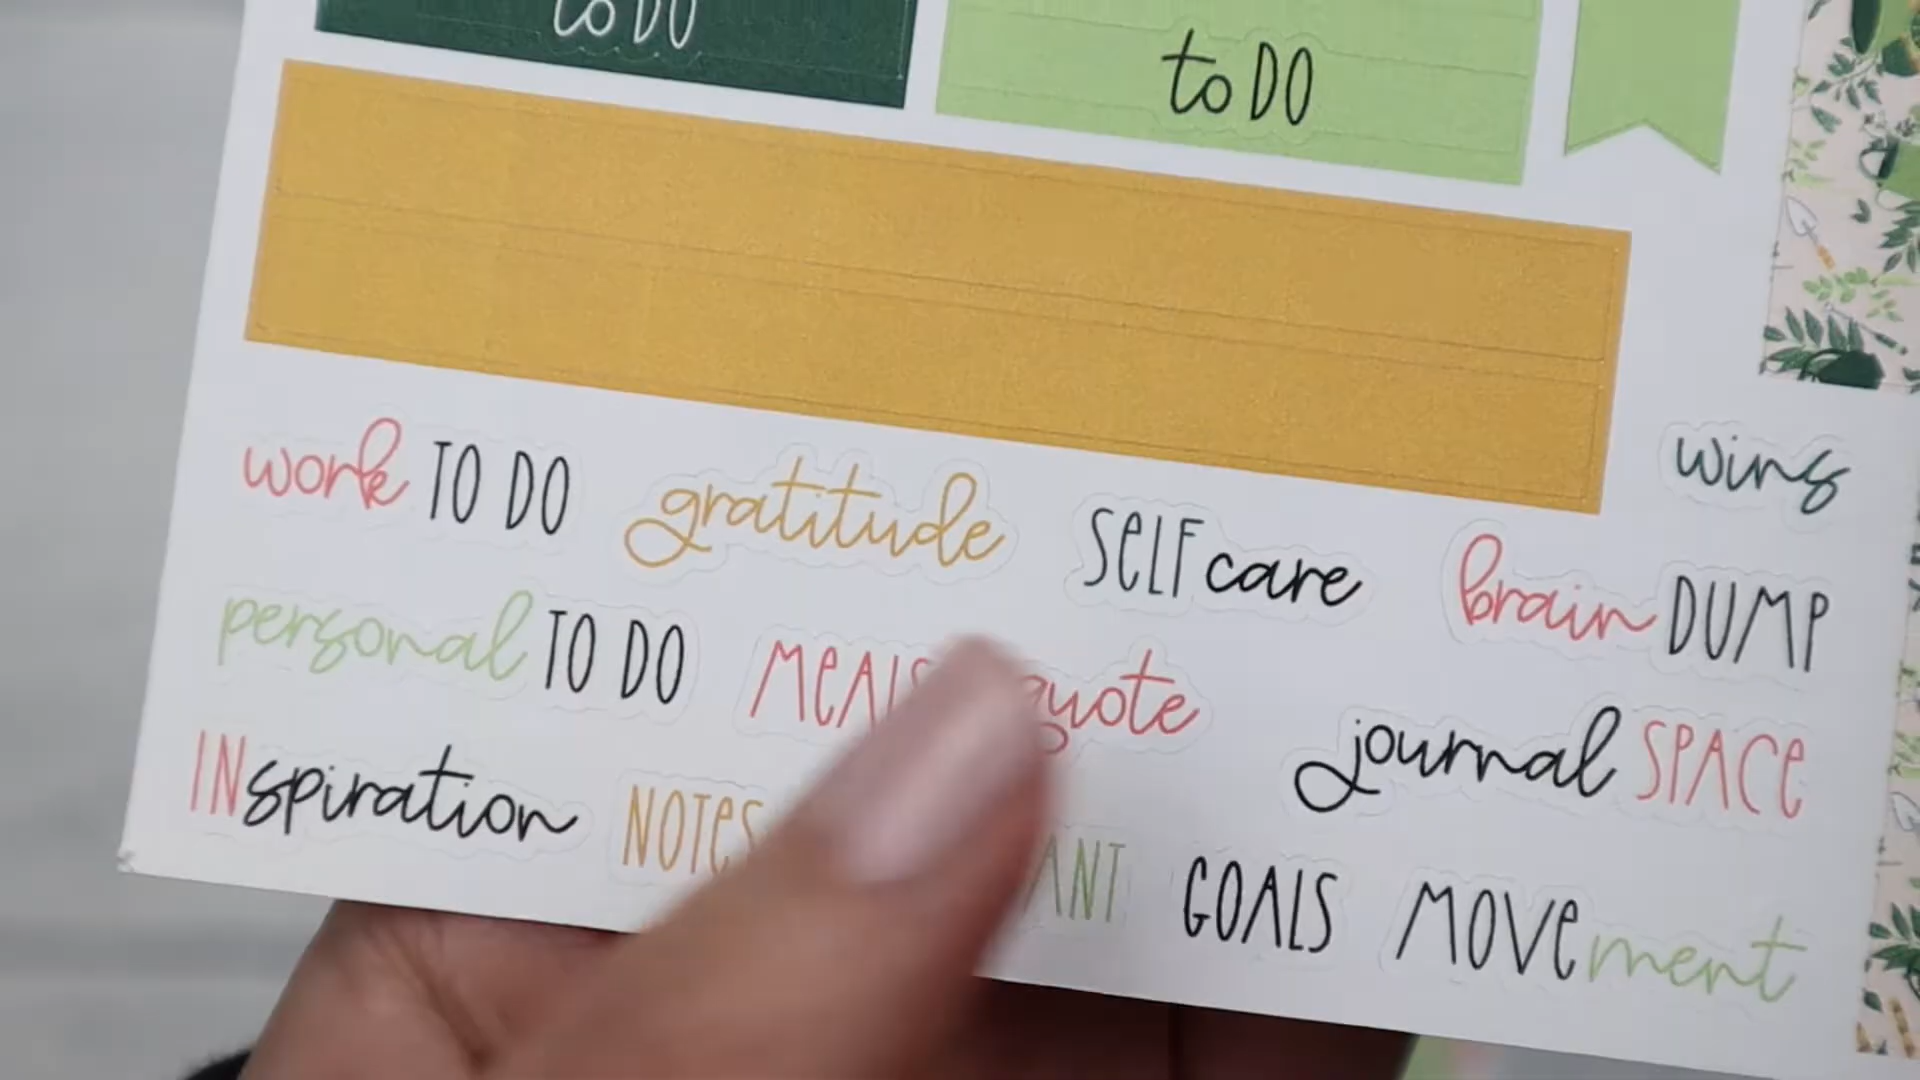 to DO
to DO
wins
work TO DO gratitude SELF care brain DUMP
personal TO DO MEALS quote journal SPACE
INspiration NOTES GOALS MOVEment